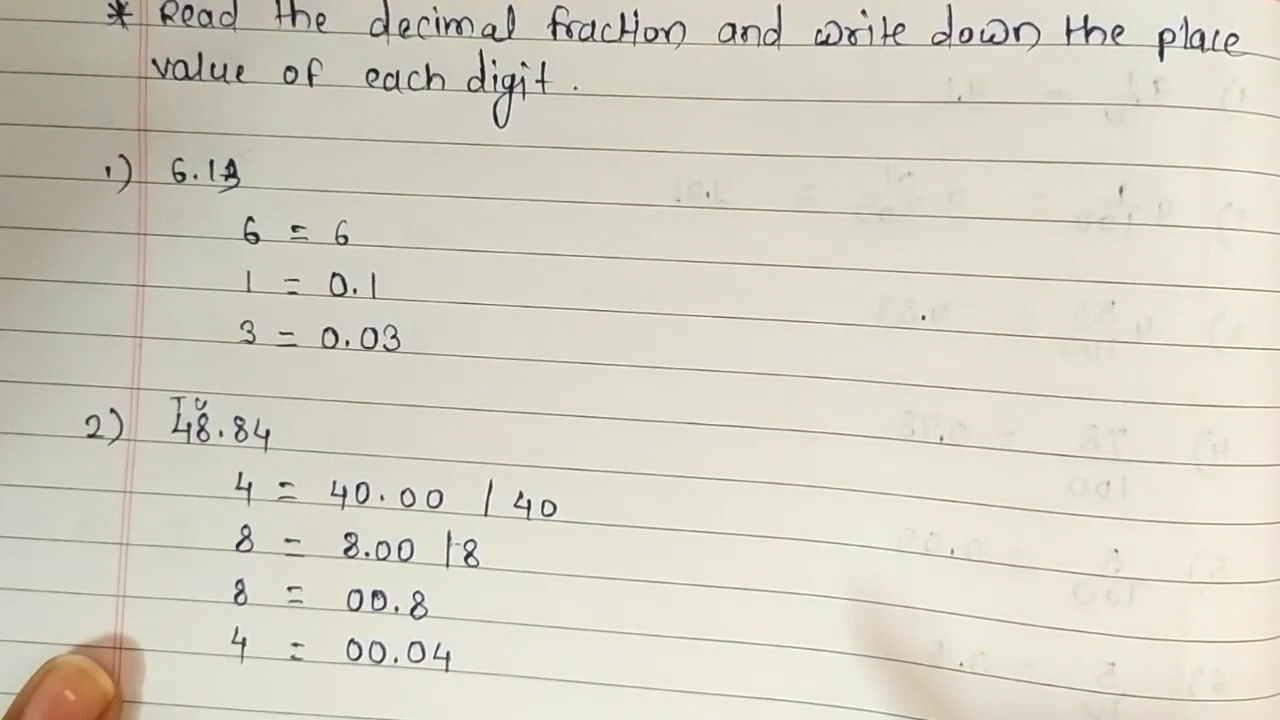 * Read the decimal fraction and write down the place
value of each digit.
1) 6.13
6 = 6
1 = 0.1
3 = 0.03
T U
2) 48.84
4 = 40.00 / 40
8 = 8.00 / 8
8 = 00.8
4 = 00.04